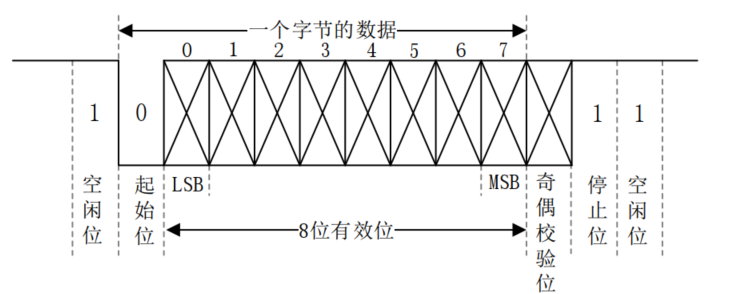 一个字节的数据
0 1 2 3 4 5 6 7
1 0 1 1
LSB MSB
空闲位
起始位
8位有效位
奇偶校验位
停止位
空闲位